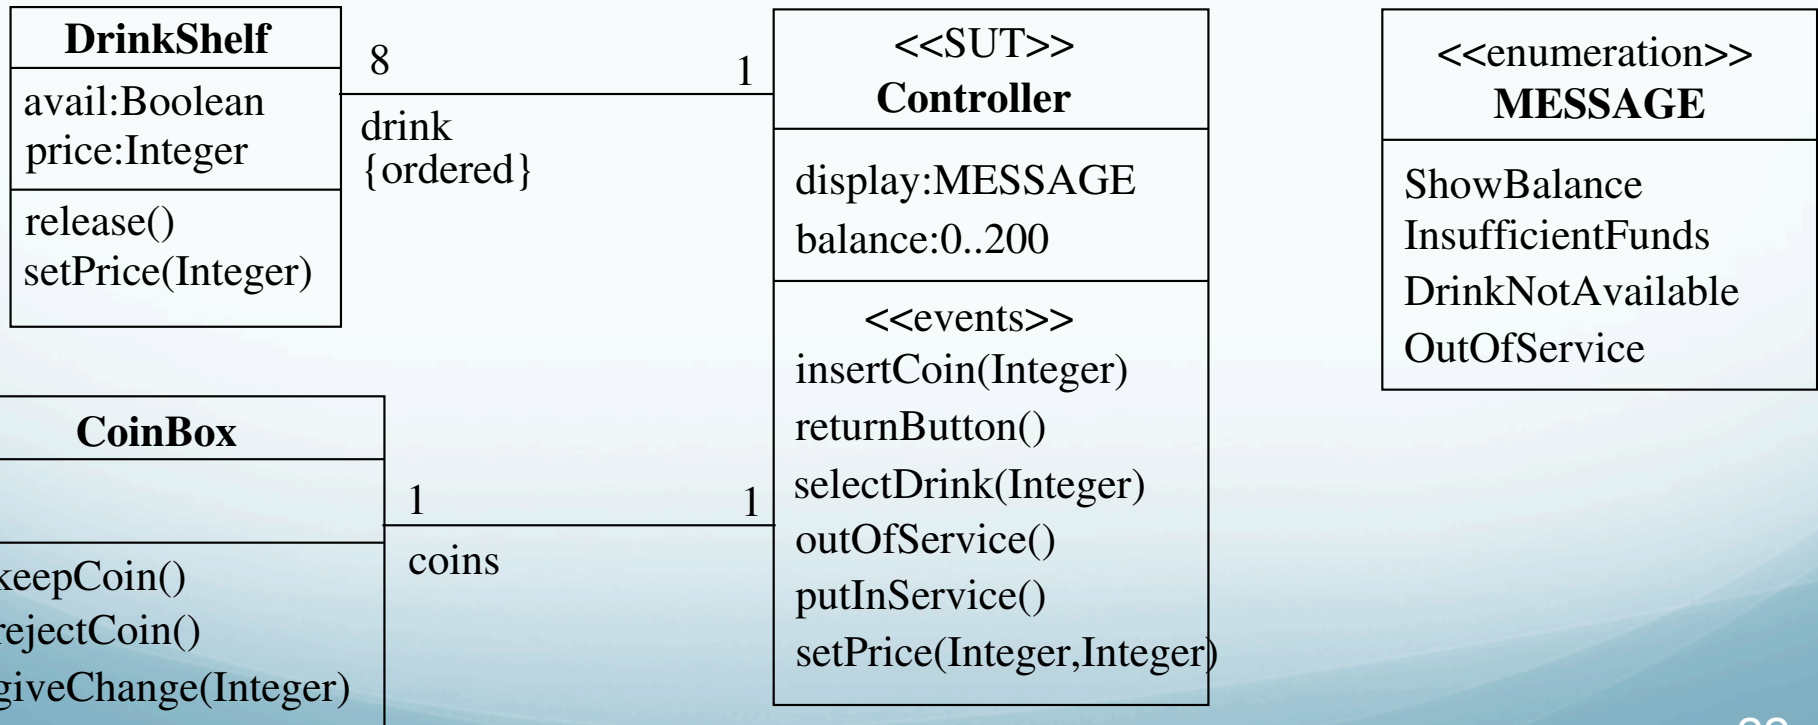 DrinkShelf
avail:Boolean
price:Integer
release()
setPrice(Integer)
8
1
drink
{ordered}
<<SUT>>
Controller
display:MESSAGE
balance:0..200
<<events>>
insertCoin(Integer)
returnButton()
selectDrink(Integer)
outOfService()
putInService()
setPrice(Integer,Integer)
<<enumeration>>
MESSAGE
ShowBalance
InsufficientFunds
DrinkNotAvailable
OutOfService
CoinBox
keepCoin()
rejectCoin()
giveChange(Integer)
1
1
coins